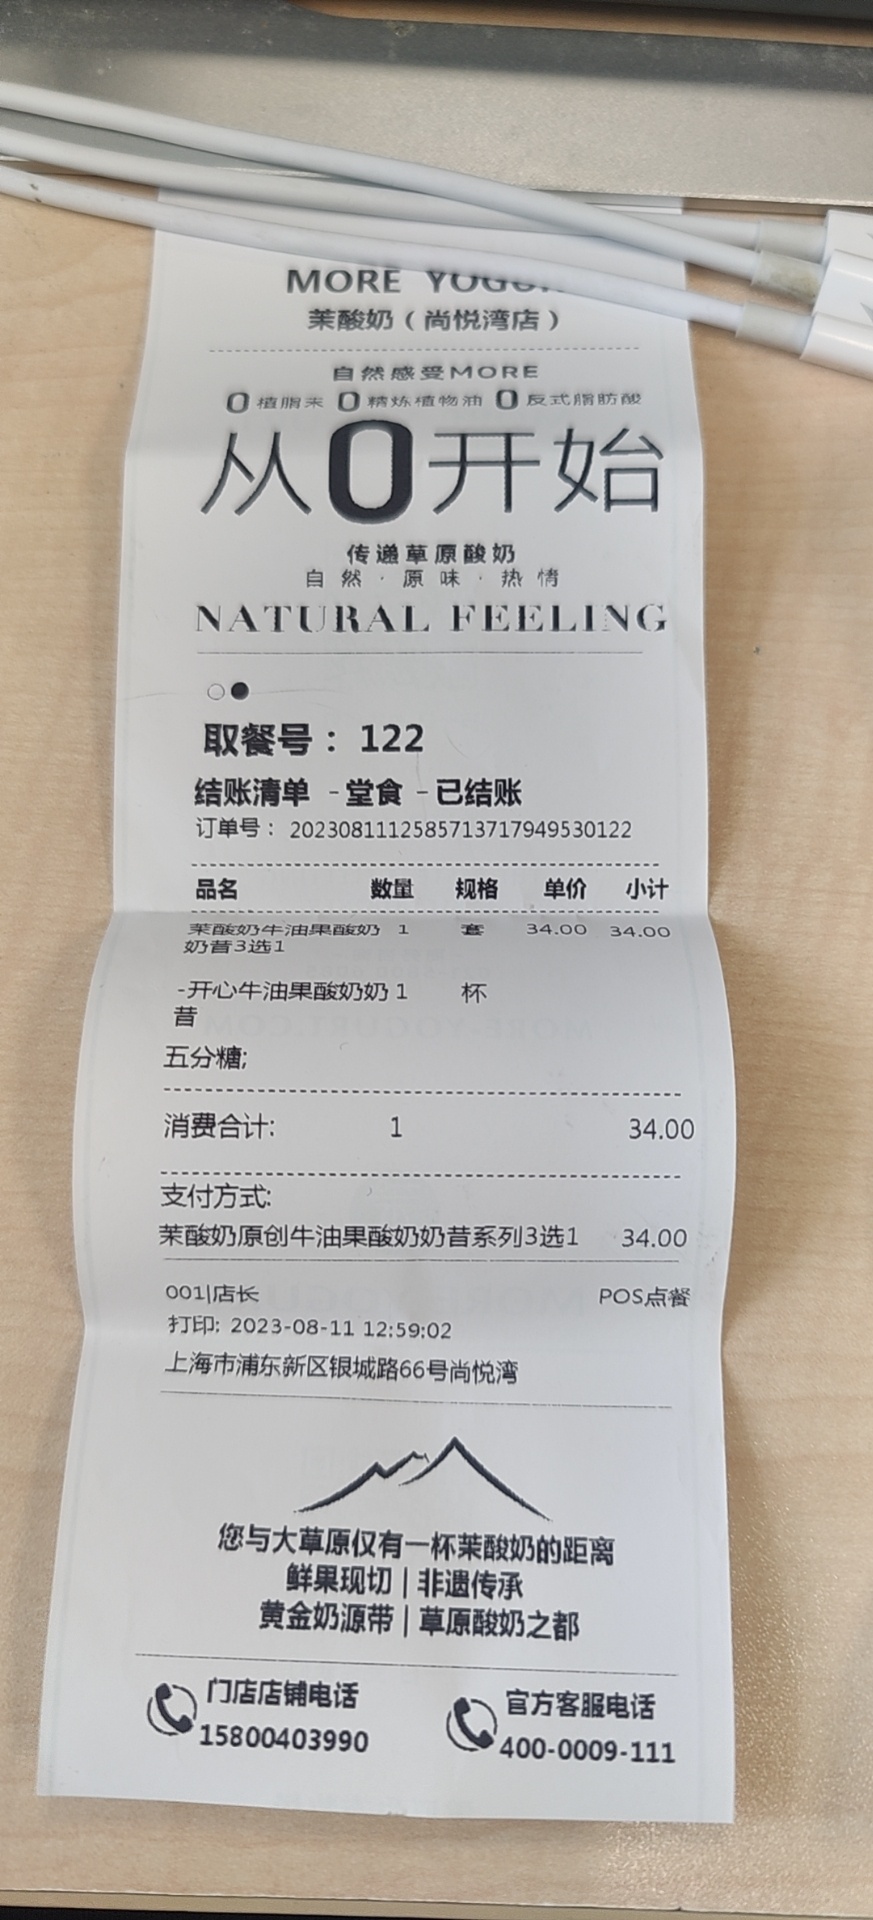 MORE
茉酸奶（尚悦湾店）
自然感受MORE
0植脂末 0精炼植物油 0反式脂肪酸
从0开始
传递草原酸奶
自然·原味·热情
NATURAL FEELING
取餐号：122
结账清单 -堂食 -已结账
订单号：20230811125857137179495​30122
品名 数量 规格 单价 小计
茉酸奶牛油果酸奶 1 套 34.00 34.00
奶昔3选1
-开心牛油果酸奶奶 1 杯
昔
五分糖;
消费合计: 1 34.00
支付方式:
茉酸奶原创牛油果酸奶奶昔系列3选1 34.00
001|店长 POS点餐
打印: 2023-08-11 12:59:02
上海市浦东新区银城路66号尚悦湾
您与大草原仅有一杯茉酸奶的距离
鲜果现切|非遗传承
黄金奶源带|草原酸奶之都
门店店铺电话 官方客服电话
15800403990 400-0009-111